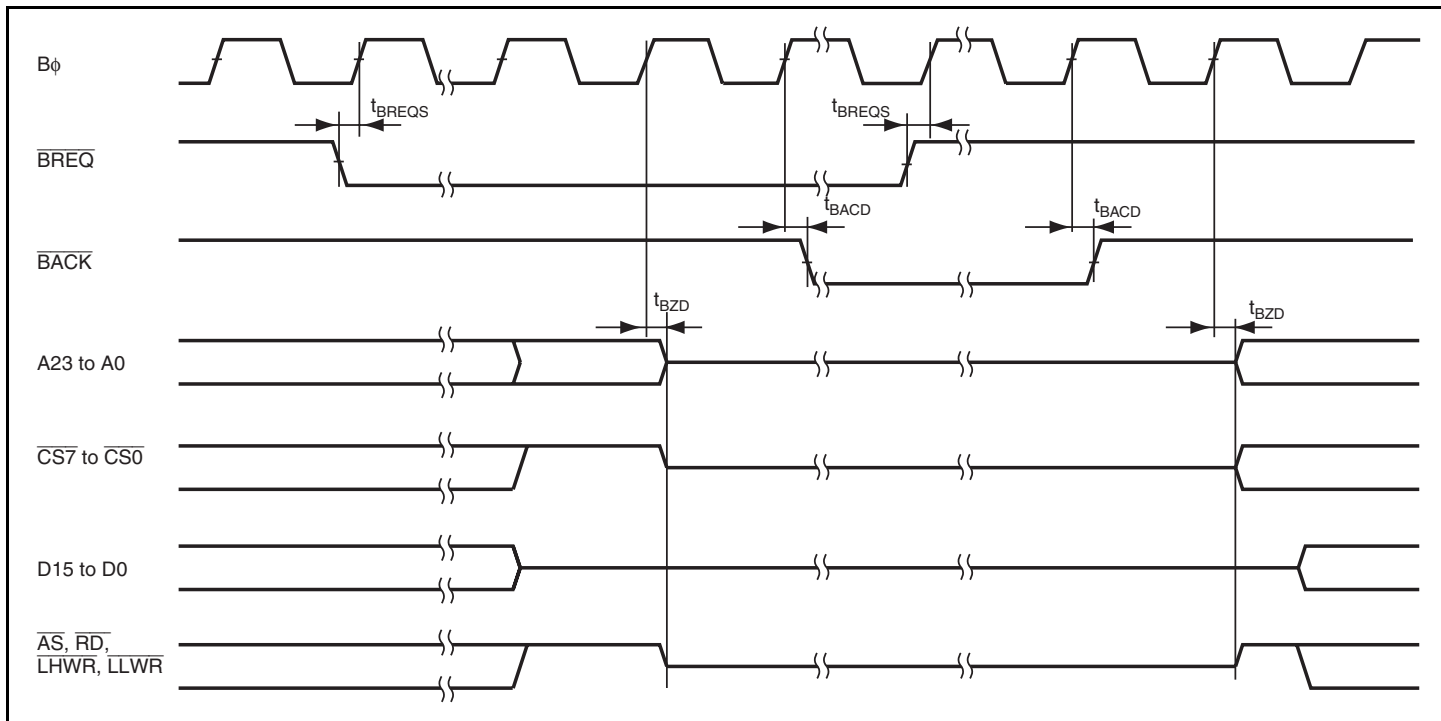 Bϕ
tBREQS
tBREQS
BREQ
tBACD
tBACD
BACK
tBZD
tBZD
A23 to A0
CS7 to CS0
D15 to D0
AS, RD,
LHWR, LLWR